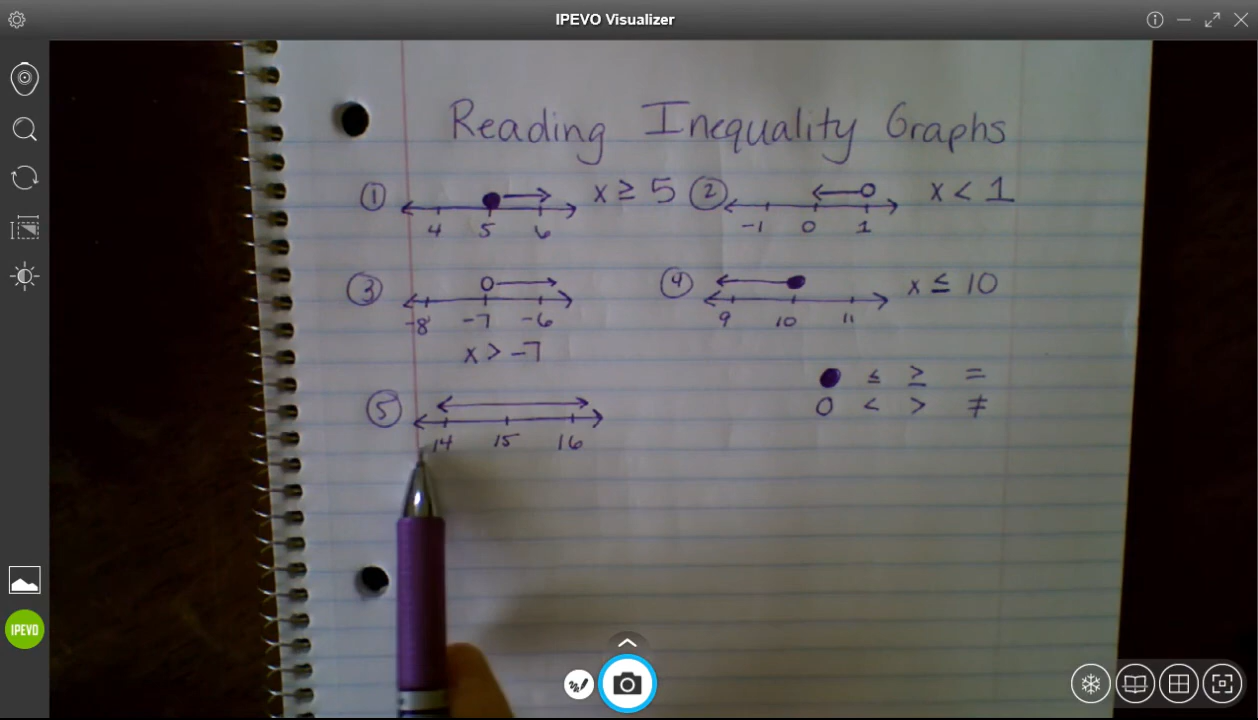 IPEVO Visualizer
Reading Inequality Graphs
① 4 5 6 x ≥ 5
② -1 0 1 x < 1
③ -8 -7 -6
x > -7
④ 9 10 11 x ≤ 10
● ≤ ≥ =
○ < > ≠
⑤ 14 15 16
IPEVO